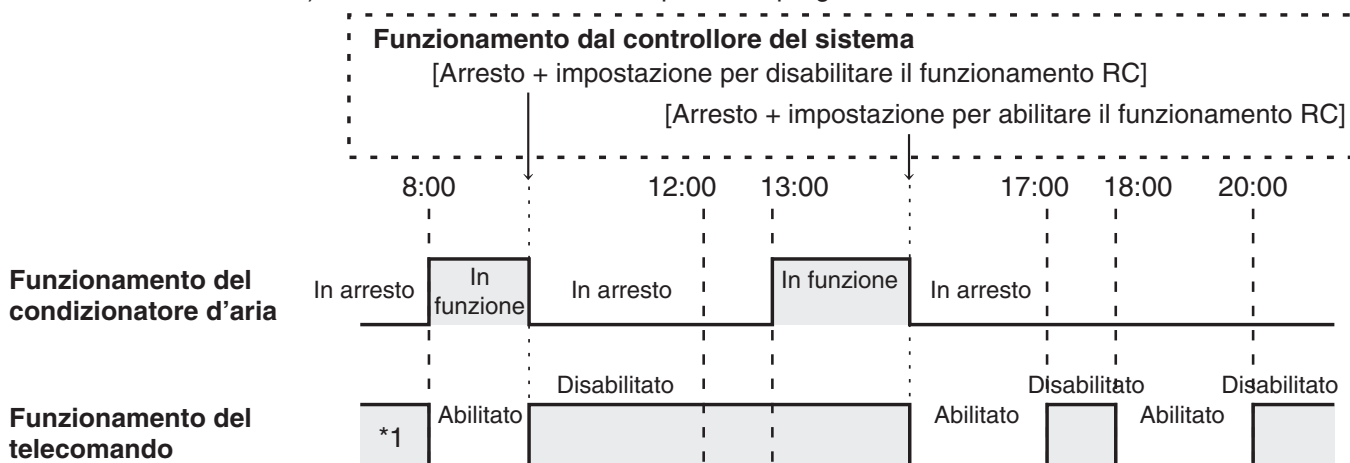 Funzionamento dal controllore del sistema
[Arresto + impostazione per disabilitare il funzionamento RC]
[Arresto + impostazione per abilitare il funzionamento RC]
8:00 12:00 13:00 17:00 18:00 20:00
Funzionamento del
condizionatore d'aria
In arresto
In
funzione
In arresto
In funzione
In arresto
Funzionamento del
telecomando
*1
Abilitato
Disabilitato
Abilitato
Disabilitato
Abilitato
Disabilitato